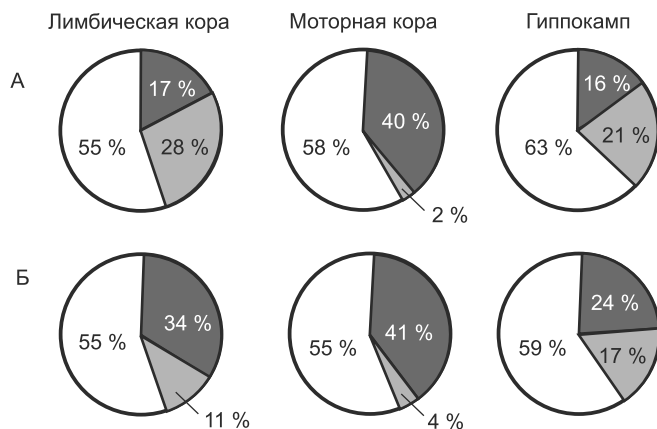 Лимбическая кора Моторная кора Гиппокамп
А
17 % 40 % 16 %
55 % 28 % 58 % 63 % 21 %
2 %
Б
34 % 41 % 24 %
55 % 55 % 59 % 17 %
11 % 4 %